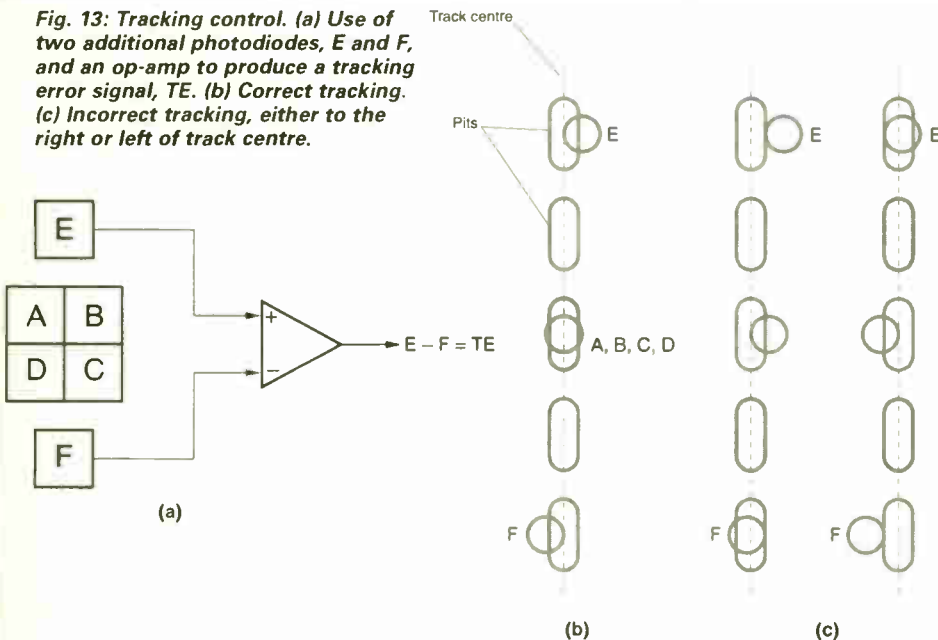 Fig. 13: Tracking control. (a) Use of
two additional photodiodes, E and F,
and an op-amp to produce a tracking
error signal, TE. (b) Correct tracking.
(c) Incorrect tracking, either to the
right or left of track centre.
Track centre
Pits
E
A B
D C
F
+
−
E − F = TE
(a)
E
A, B, C, D
F
(b)
E
F
E
F
(c)